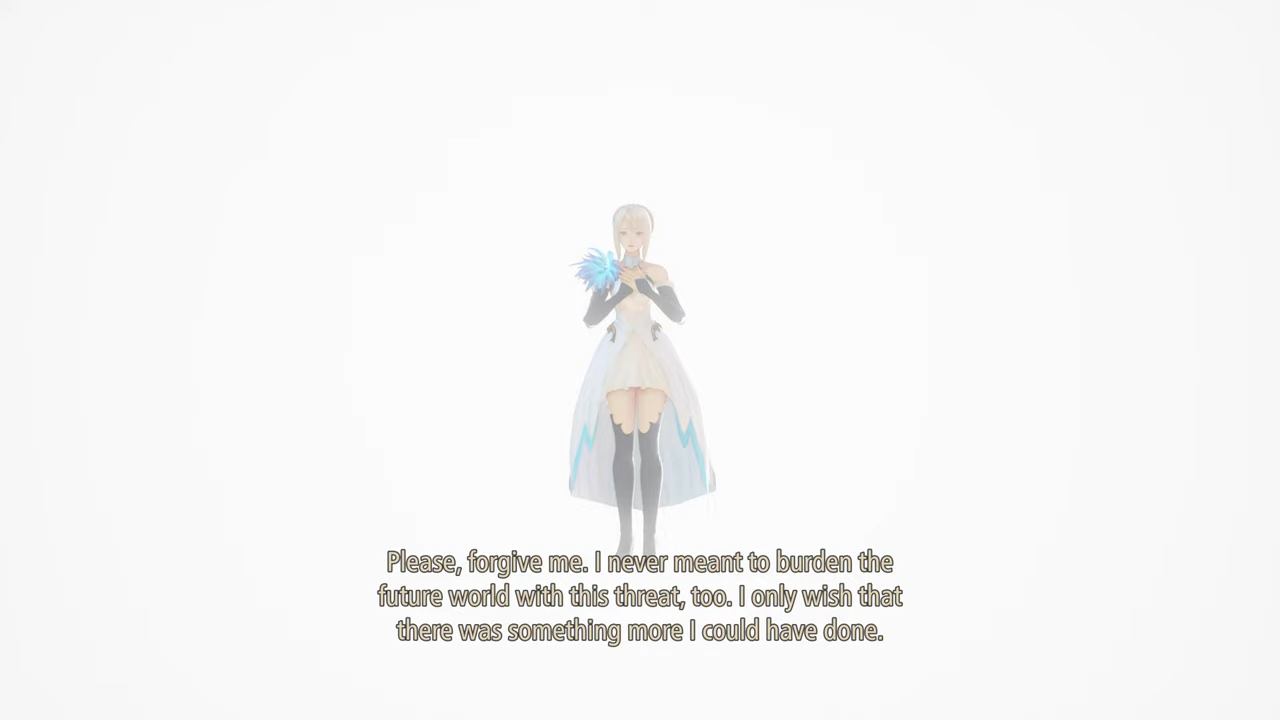 Please, forgive me. I never meant to burden the
future world with this threat, too. I only wish that
there was something more I could have done.